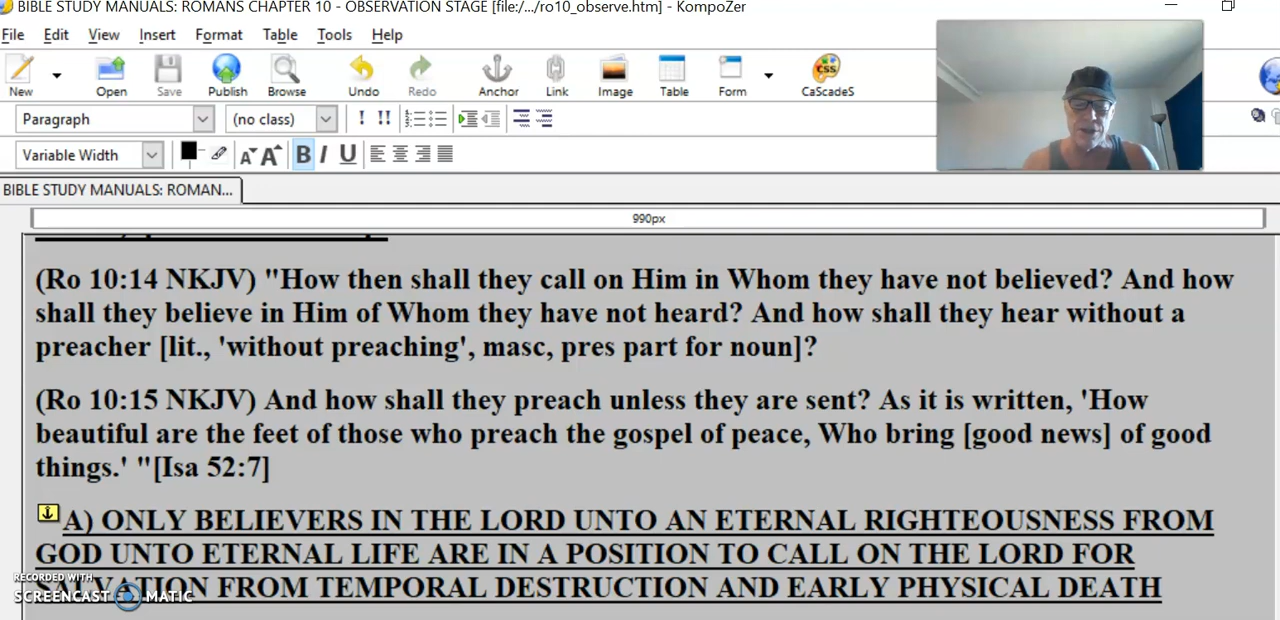 BIBLE STUDY MANUALS: ROMANS CHAPTER 10 - OBSERVATION STAGE [file:/.../ro10_observe.htm] - KompoZer
File Edit View Insert Format Table Tools Help
New Open Save Publish Browse Undo Redo Anchor Link Image Table Form CSS CaScadeS
Paragraph (no class) ! !!
Variable Width A A B I U
BIBLE STUDY MANUALS: ROMAN...
990px
(Ro 10:14 NKJV) "How then shall they call on Him in Whom they have not believed? And how
shall they believe in Him of Whom they have not heard? And how shall they hear without a
preacher [lit., 'without preaching', masc, pres part for noun]?
(Ro 10:15 NKJV) And how shall they preach unless they are sent? As it is written, 'How
beautiful are the feet of those who preach the gospel of peace, Who bring [good news] of good
things.' "[Isa 52:7]
A) ONLY BELIEVERS IN THE LORD UNTO AN ETERNAL RIGHTEOUSNESS FROM
GOD UNTO ETERNAL LIFE ARE IN A POSITION TO CALL ON THE LORD FOR
SALVATION FROM TEMPORAL DESTRUCTION AND EARLY PHYSICAL DEATH
RECORDED WITH
SCREENCAST MATIC